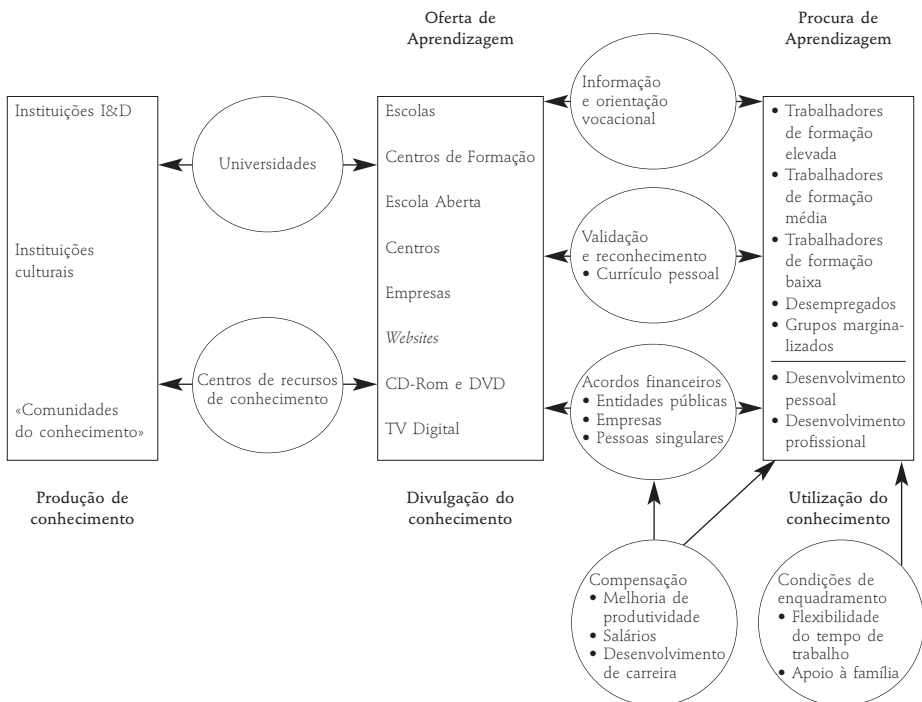 Oferta de
Aprendizagem
Procura de
Aprendizagem
Instituições I&D
Instituições
culturais
«Comunidades
do conhecimento»
Produção de
conhecimento
Universidades
Centros de recursos
de conhecimento
Escolas
Centros de Formação
Escola Aberta
Centros
Empresas
Websites
CD-Rom e DVD
TV Digital
Divulgação do
conhecimento
Informação
e orientação
vocacional
Validação
e reconhecimento
• Currículo pessoal
Acordos financeiros
• Entidades públicas
• Empresas
• Pessoas singulares
• Trabalhadores
de formação
elevada
• Trabalhadores
de formação
média
• Trabalhadores
de formação
baixa
• Desempregados
• Grupos margina-
lizados
• Desenvolvimento
pessoal
• Desenvolvimento
profissional
Utilização do
conhecimento
Compensação
• Melhoria de
produtividade
• Salários
• Desenvolvimento
de carreira
Condições de
enquadramento
• Flexibilidade
do tempo de
trabalho
• Apoio à família